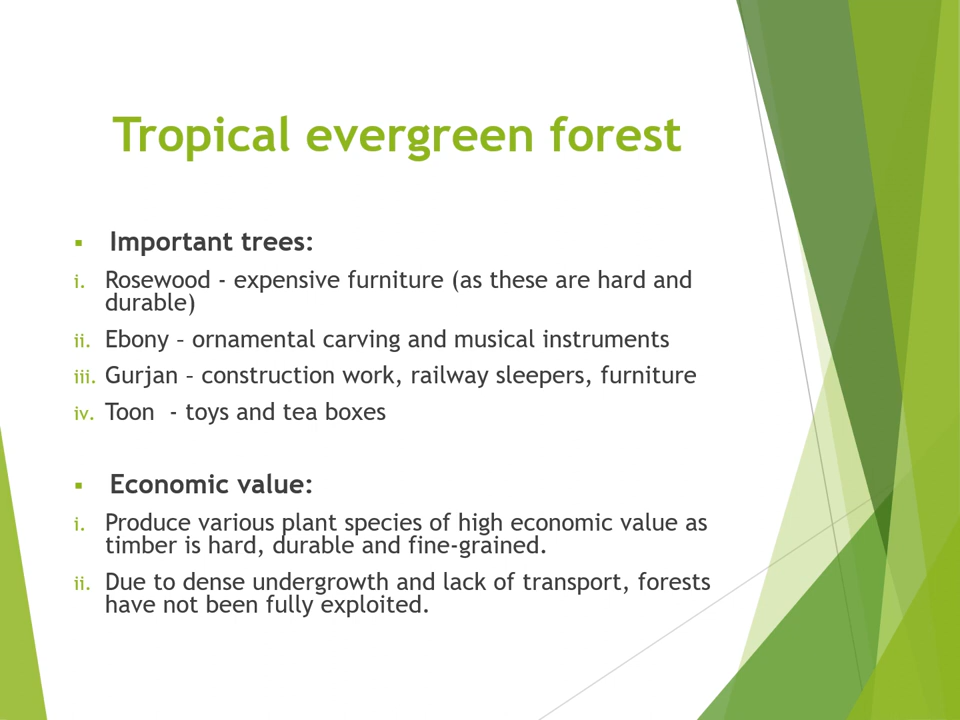 Tropical evergreen forest
▪ Important trees:
i. Rosewood - expensive furniture (as these are hard and
durable)
ii. Ebony – ornamental carving and musical instruments
iii. Gurjan – construction work, railway sleepers, furniture
iv. Toon - toys and tea boxes
▪ Economic value:
i. Produce various plant species of high economic value as
timber is hard, durable and fine-grained.
ii. Due to dense undergrowth and lack of transport, forests
have not been fully exploited.